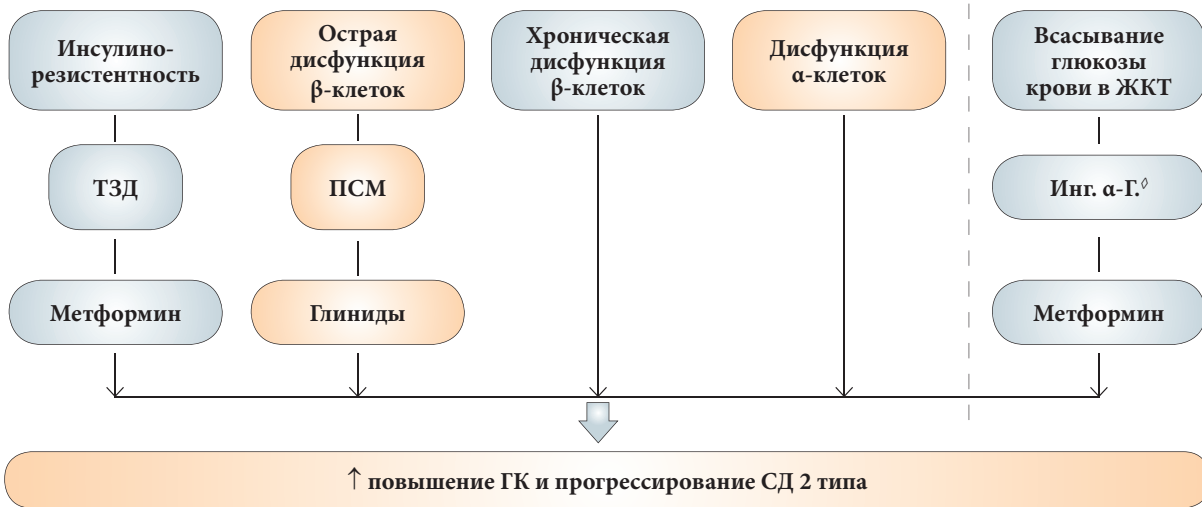 Инсулино-
резистентность
Острая
дисфункция
β-клеток
Хроническая
дисфункция
β-клеток
Дисфункция
α-клеток
Всасывание
глюкозы
крови в ЖКТ
ТЗД
ПСМ
Инг. α-Г.◊
Метформин
Глиниды
Метформин
↑ повышение ГК и прогрессирование СД 2 типа